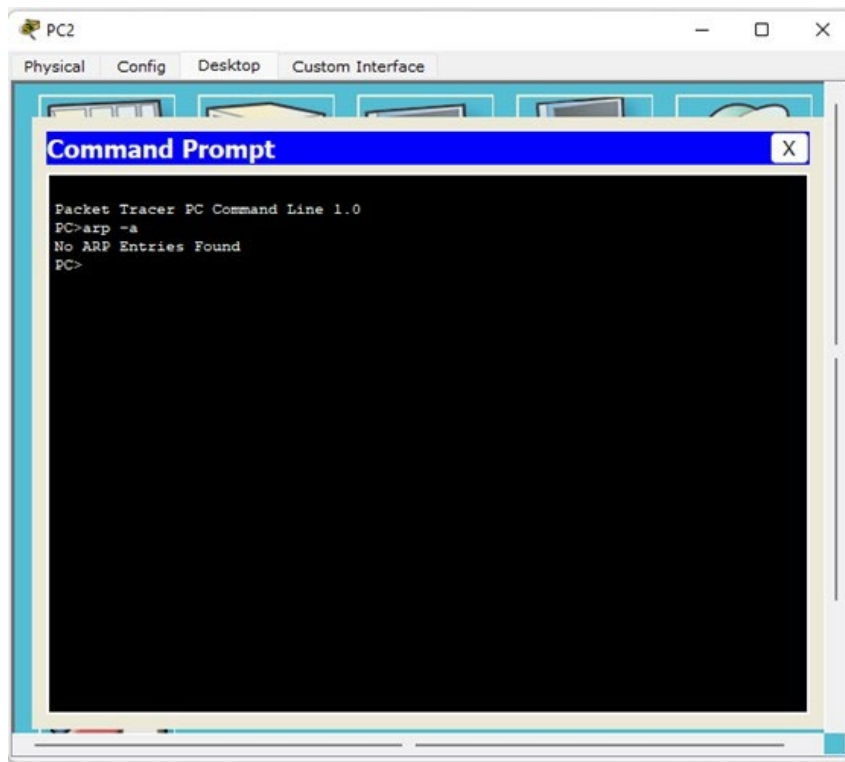 PC2
Physical Config Desktop Custom Interface
Command Prompt
X
Packet Tracer PC Command Line 1.0
PC>arp -a
No ARP Entries Found
PC>